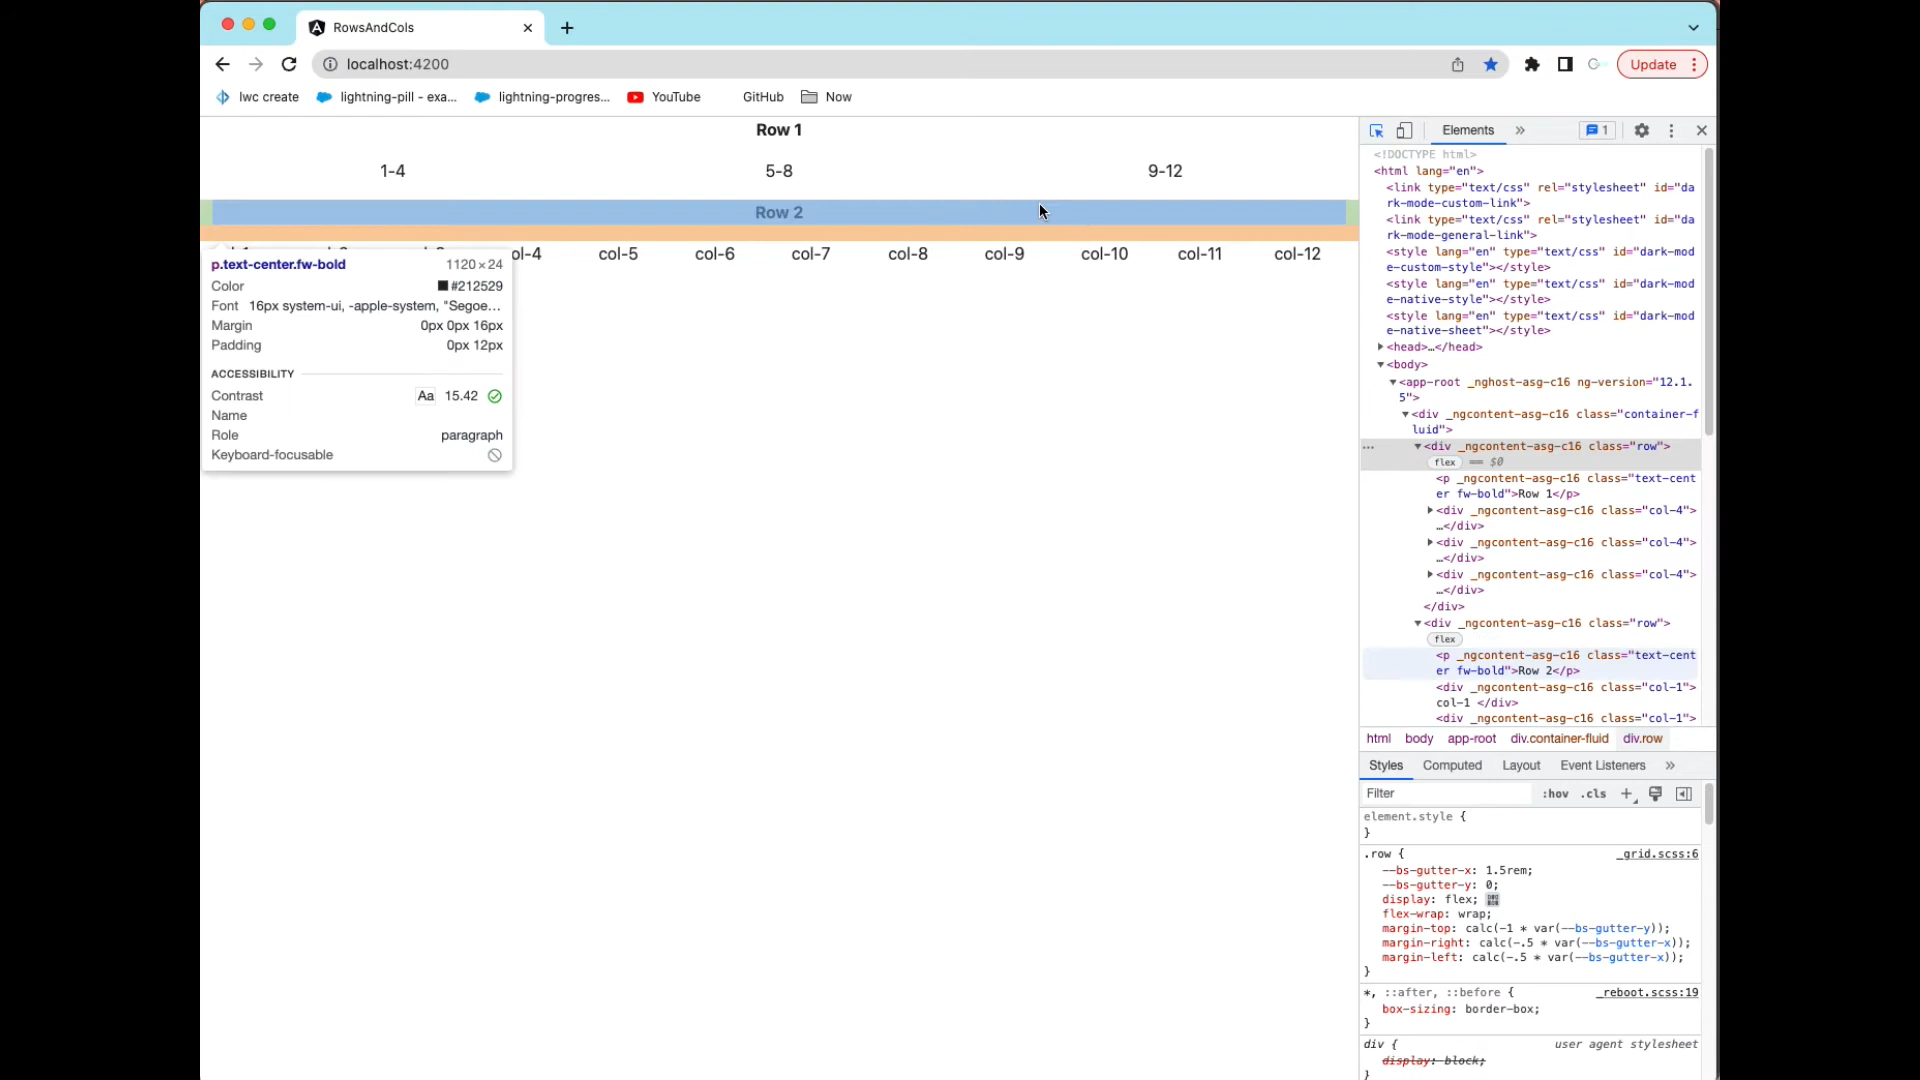 RowsAndCols
localhost:4200
Update
lwc create
lightning-pill - exa...
lightning-progres...
YouTube
GitHub
Now
Row 1
1-4
5-8
9-12
Row 2
col-5
col-6
col-7
col-8
col-9
col-10
col-11
col-12
p.text-center.fw-bold
1120 × 24
Color
#212529
Font
16px system-ui, -apple-system, "Segoe...
Margin
0px 0px 16px
Padding
0px 12px
ACCESSIBILITY
Contrast
Aa 15.42
Name
Role
paragraph
Keyboard-focusable
Elements
1
<!DOCTYPE html>
<html lang="en">
<link type="text/css" rel="stylesheet" id="da
rk-mode-custom-link">
<link type="text/css" rel="stylesheet" id="da
rk-mode-general-link">
<style lang="en" type="text/css" id="dark-mod
e-custom-style"></style>
<style lang="en" type="text/css" id="dark-mod
e-native-style"></style>
<style lang="en" type="text/css" id="dark-mod
e-native-sheet"></style>
<head>…</head>
<body>
<app-root _nghost-asg-c16 ng-version="12.1.
5">
<div _ngcontent-asg-c16 class="container-f
luid">
<div _ngcontent-asg-c16 class="row">
flex == $0
<p _ngcontent-asg-c16 class="text-cent
er fw-bold">Row 1</p>
<div _ngcontent-asg-c16 class="col-4">
…</div>
<div _ngcontent-asg-c16 class="col-4">
…</div>
<div _ngcontent-asg-c16 class="col-4">
…</div>
</div>
<div _ngcontent-asg-c16 class="row">
flex
<p _ngcontent-asg-c16 class="text-cent
er fw-bold">Row 2</p>
<div _ngcontent-asg-c16 class="col-1">
col-1 </div>
<div _ngcontent-asg-c16 class="col-1">
html
body
app-root
div.container-fluid
div.row
Styles
Computed
Layout
Event Listeners
Filter
:hov
.cls
element.style {
}
.row {
_grid.scss:6
--bs-gutter-x: 1.5rem;
--bs-gutter-y: 0;
display: flex;
flex-wrap: wrap;
margin-top: calc(-1 * var(--bs-gutter-y));
margin-right: calc(-.5 * var(--bs-gutter-x));
margin-left: calc(-.5 * var(--bs-gutter-x));
}
*, ::after, ::before {
_reboot.scss:19
box-sizing: border-box;
}
div {
user agent stylesheet
display: block;
}